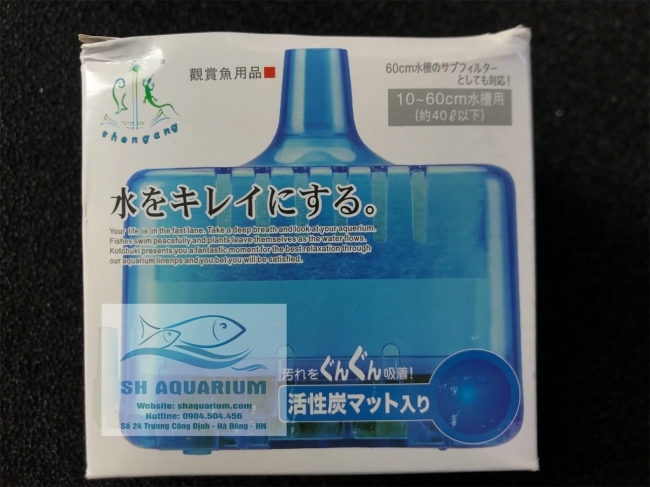 觀賞魚用品
60cm水槽のサブフィルター
としても対応!
10~60cm水槽用
(約40ℓ以下)
shengang
水をキレイにする。
Your life is in the fast lane. Take a deep breath and look at your aquerium.
Fishes swim peacefully and plants leave themselves as the water flows.
Kotobuki presents you a fantastic moment for the best relaxation through
our aquarium linenps and you bet you will be satisfied.
汚れをぐんぐん吸着!
活性炭マット入り
SH AQUARIUM
Website: shaquarium.com
Hottline: 0904.504.456
Số 24 Trương Công Định - Hà Đông - HN